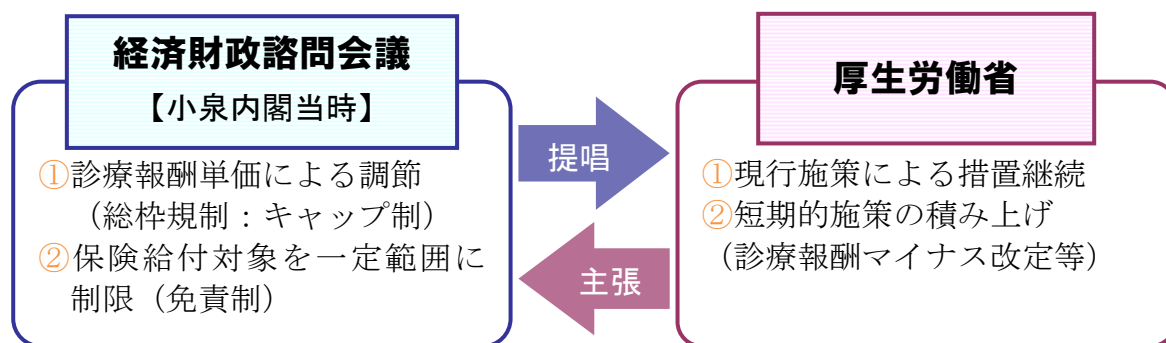 経済財政諮問会議
【小泉内閣当時】
①診療報酬単価による調節
（総枠規制：キャップ制）
②保険給付対象を一定範囲に
制限（免責制）
提唱
主張
厚生労働省
①現行施策による措置継続
②短期的施策の積み上げ
（診療報酬マイナス改定等）